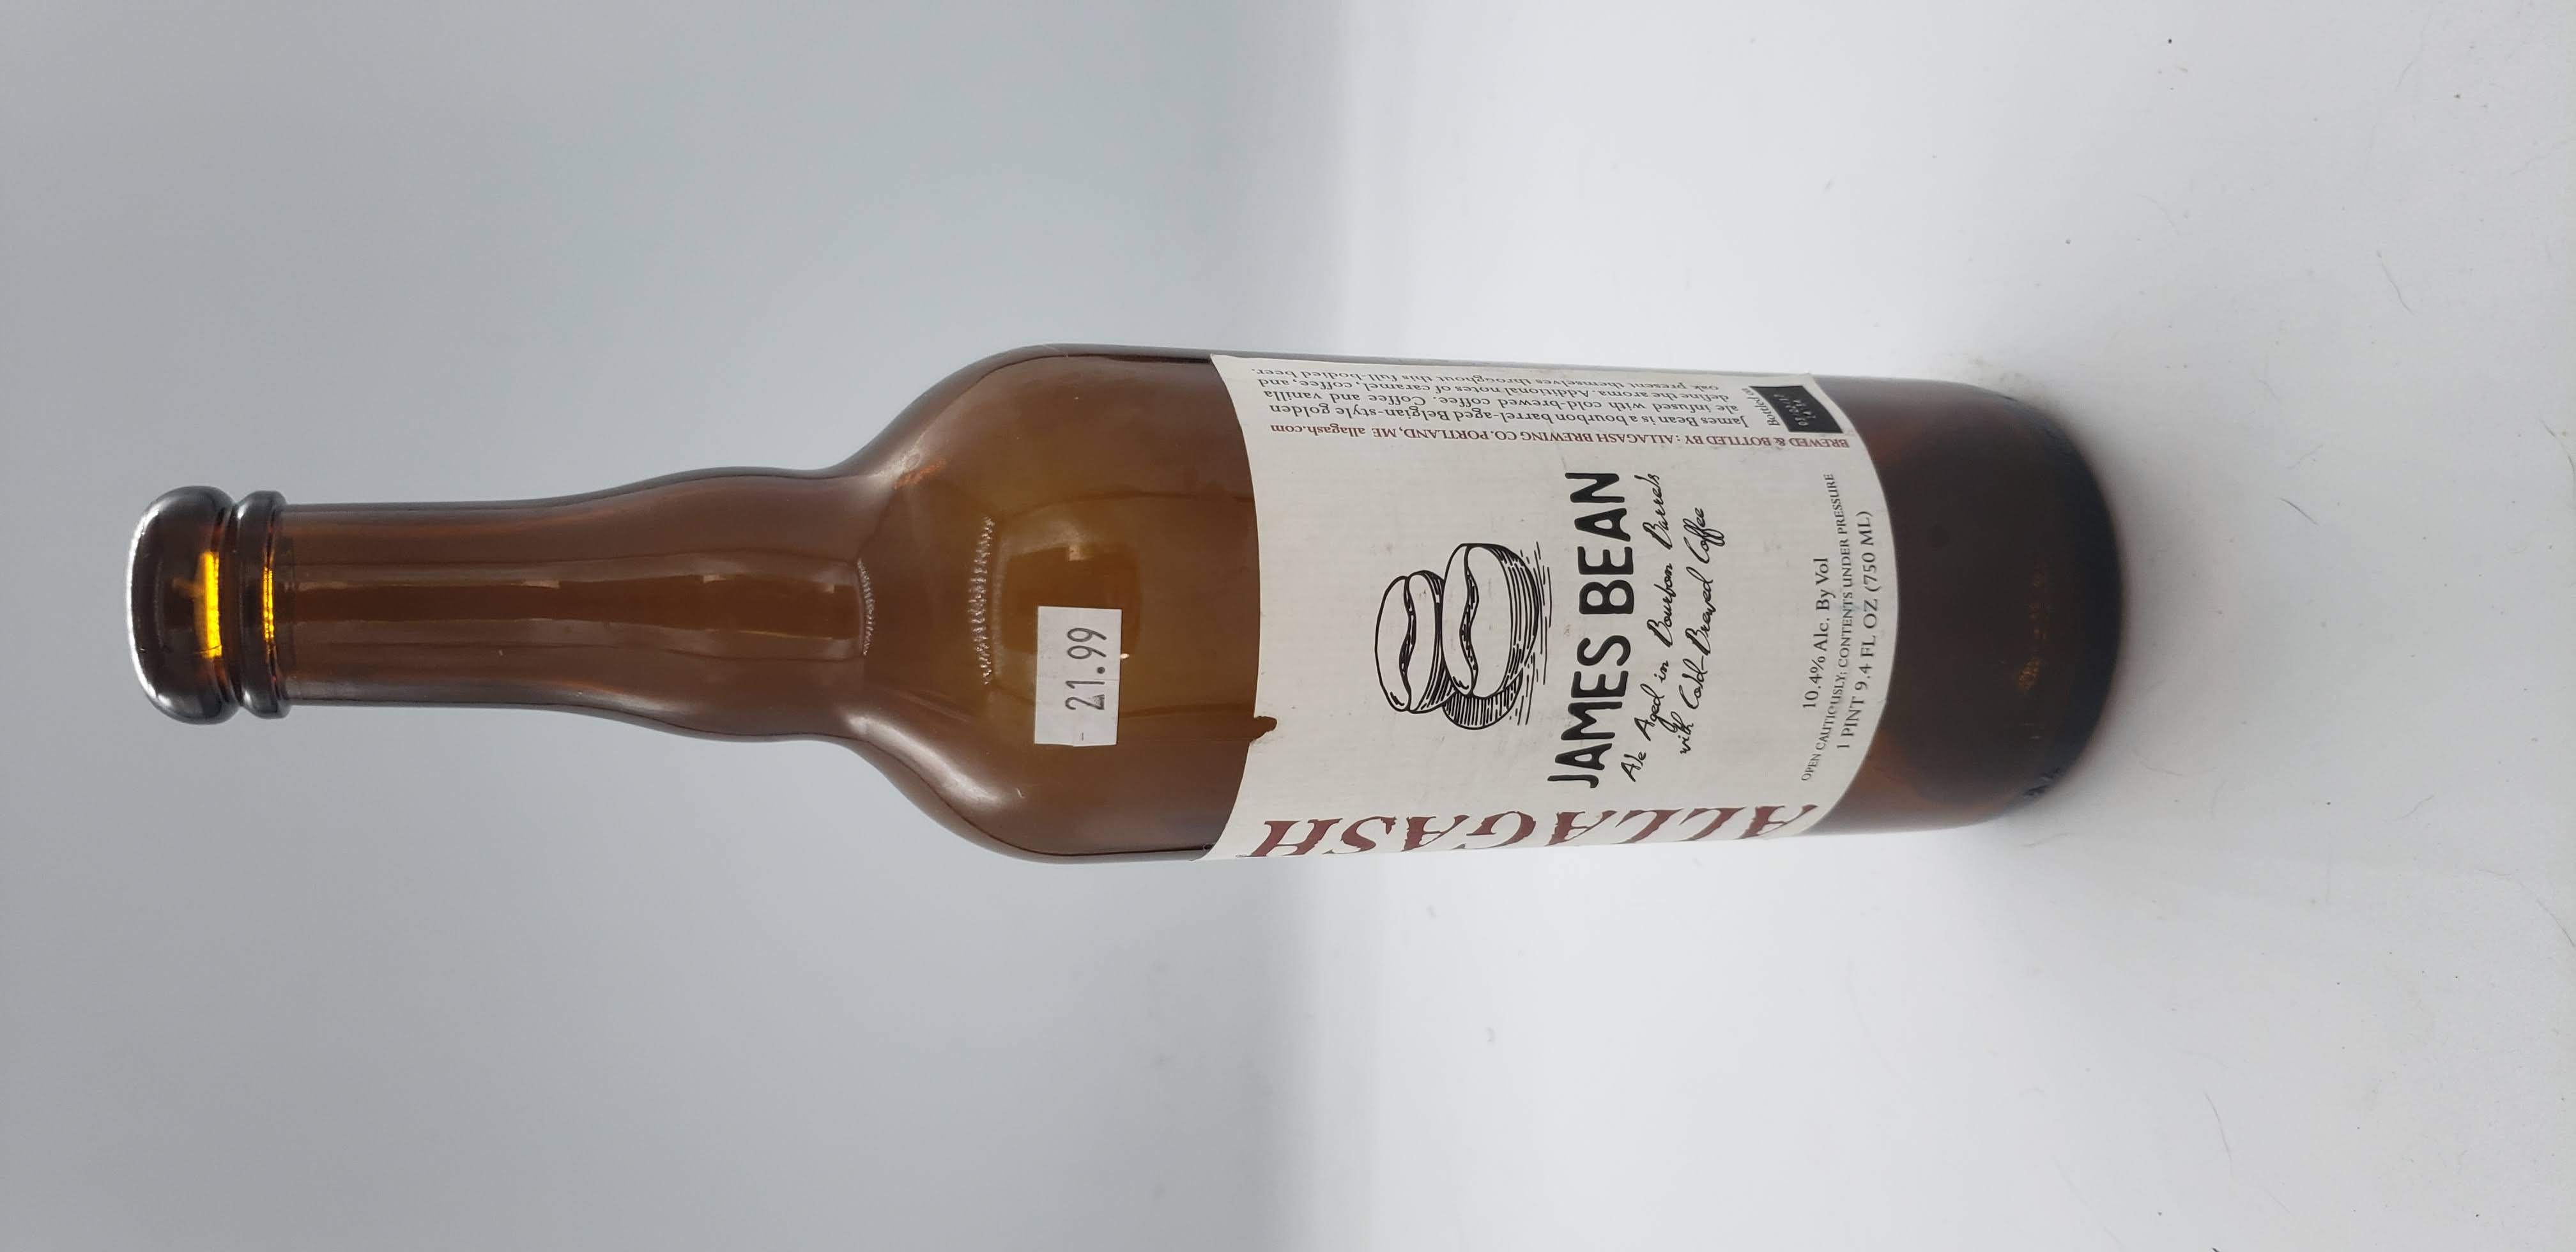 21.99
ALLAGASH
JAMES BEAN
Ale Aged in Bourbon Barrels
with Cold-Brewed Coffee
10.4% Alc. By Vol
OPEN CAUTIOUSLY: CONTENTS UNDER PRESSURE
1 PINT 9.4 FL OZ (750 ML)
BREWED & BOTTLED BY: ALLAGASH BREWING CO. PORTLAND, ME allagash.com
James Bean is a bourbon barrel-aged Belgian-style golden
ale infused with cold-brewed coffee. Coffee and vanilla
define the aroma. Additional notes of caramel, coffee, and
oak present themselves throughout this full-bodied beer.
Bottled